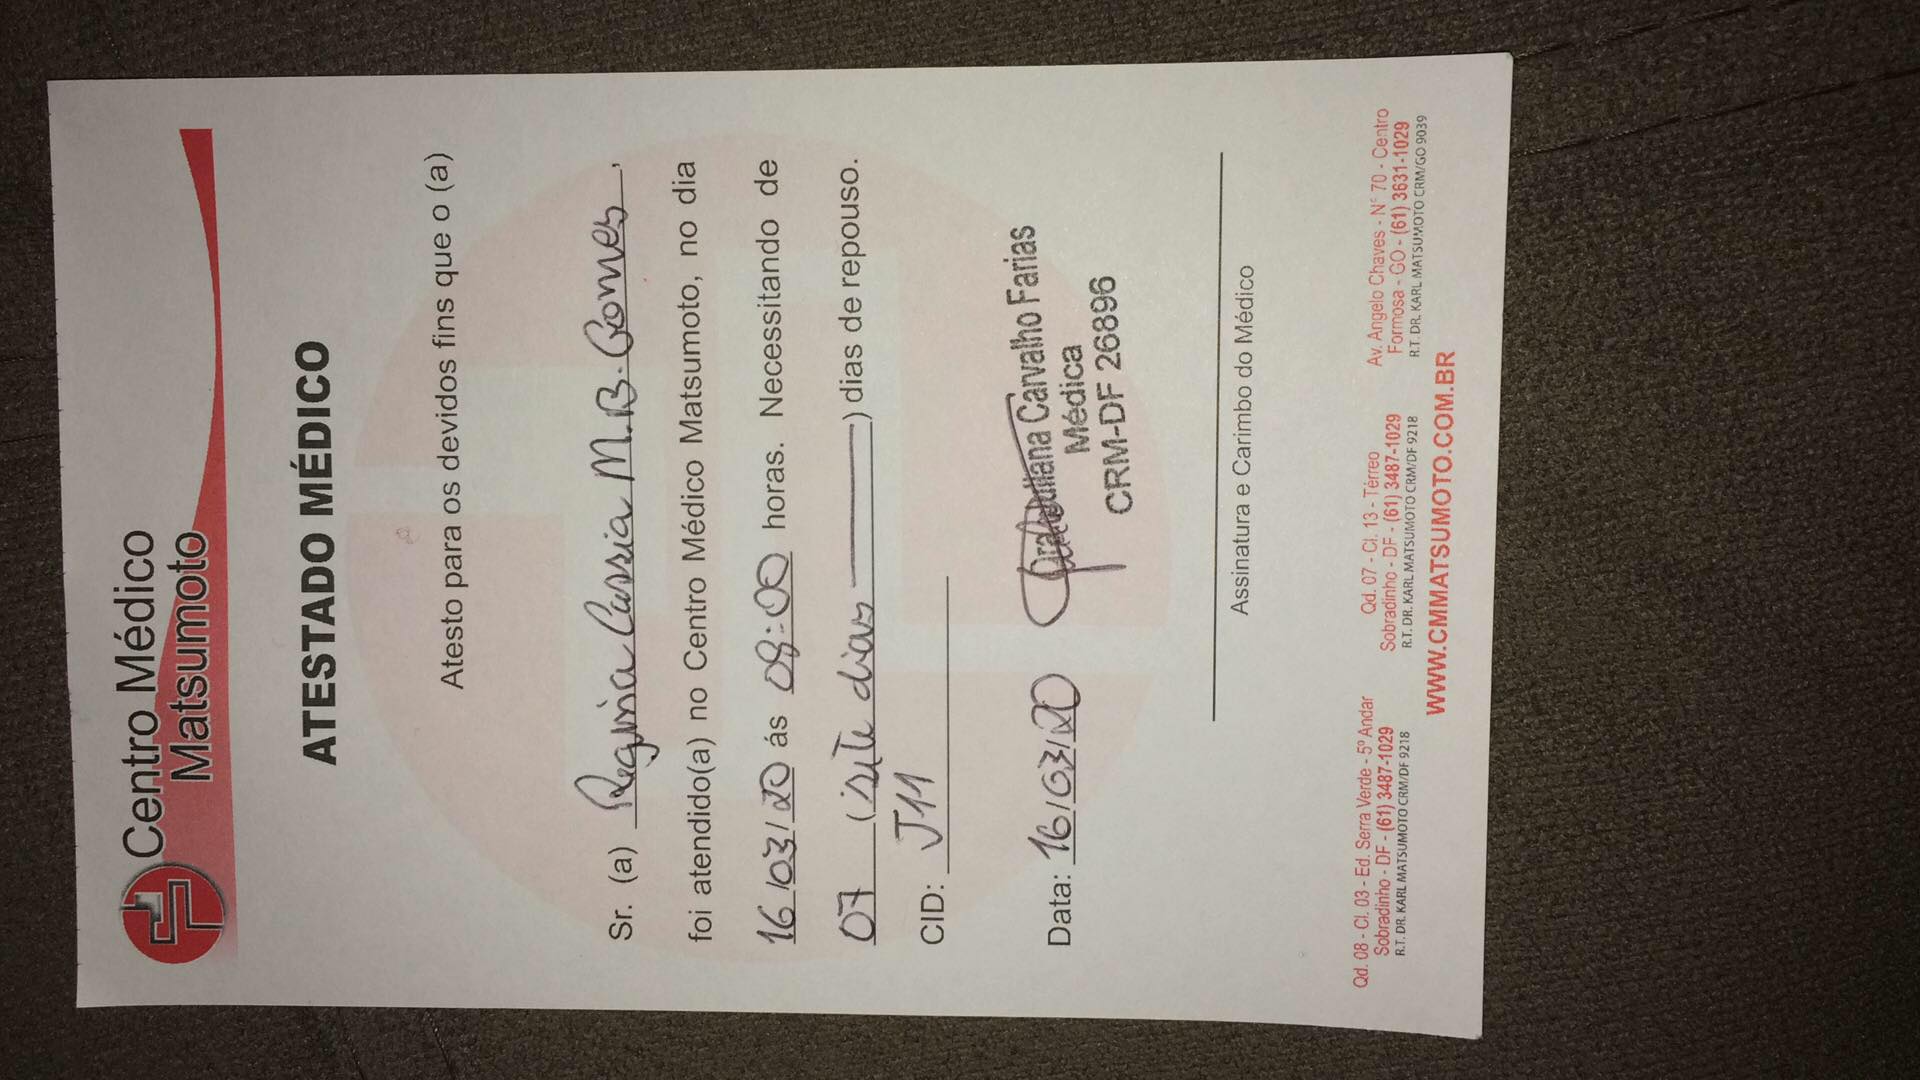 Centro Médico
Matsumoto
ATESTADO MÉDICO
Atesto para os devidos fins que o (a)
Sr. (a) Regina Cassia M.B. Gomes,
foi atendido(a) no Centro Médico Matsumoto, no dia
16/03/20 ás 08:00 horas. Necessitando de
07 (sete dias) dias de repouso.
CID: J11
Data: 16/03/20
Carvalho Farias
Médica
CRM-DF 26896
Assinatura e Carimbo do Médico
Qd. 08 - Cl. 03 - Ed. Serra Verde - 5º Andar
Sobradinho - DF - (61) 3487-1029
R.T. DR. KARL MATSUMOTO CRM/DF 9218
Qd. 07 - Cl. 13 - Térreo
Sobradinho - DF - (61) 3487-1029
R.T. DR. KARL MATSUMOTO CRM/DF 9218
Av. Angelo Chaves - N° 70 - Centro
Formosa - GO - (61) 3631-1029
R.T. DR. KARL MATSUMOTO CRM/GO 9039
WWW.CMMATSUMOTO.COM.BR